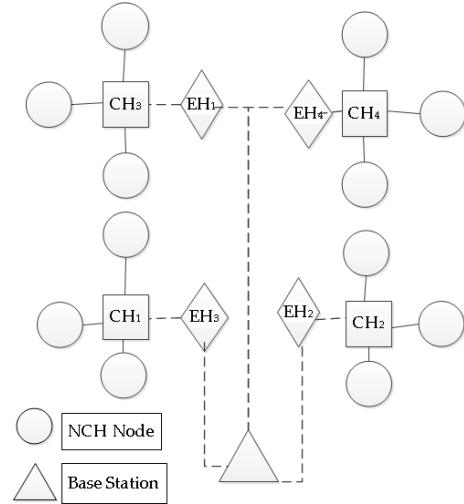 CH₃ EH₁ EH₄ CH₄
CH₁ EH₃ EH₂ CH₂
NCH Node
Base Station